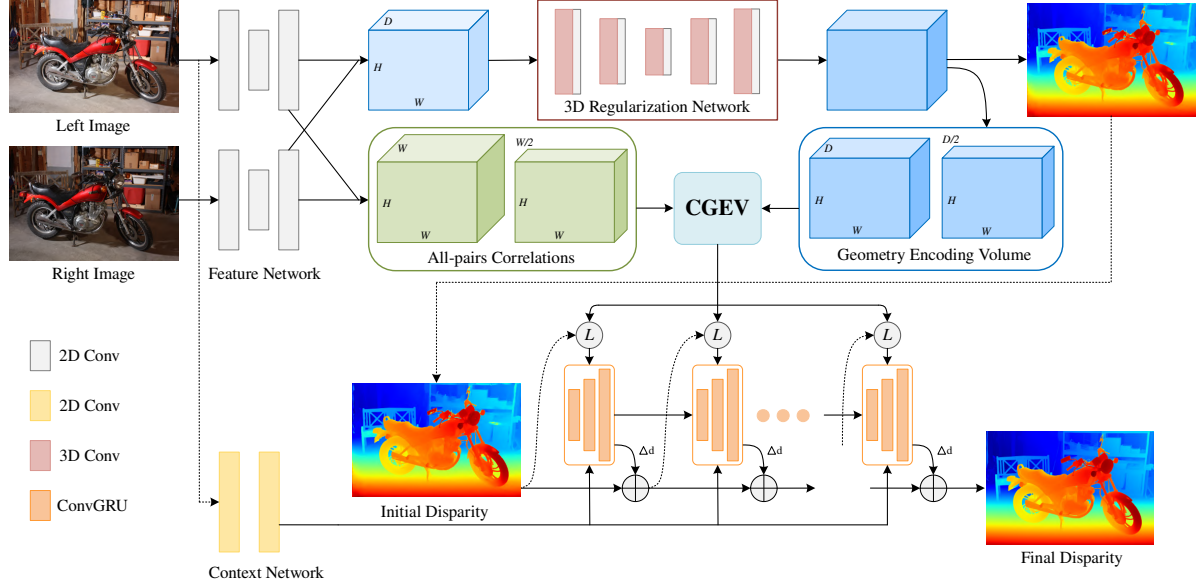 D
H
W
3D Regularization Network
Left Image
W
H
W
W/2
H
W
All-pairs Correlations
CGEV
D
H
W
D/2
H
W
Geometry Encoding Volume
Right Image
Feature Network
L
L
L
2D Conv
2D Conv
3D Conv
ConvGRU
Δd
Δd
Δd
Initial Disparity
Final Disparity
Context Network